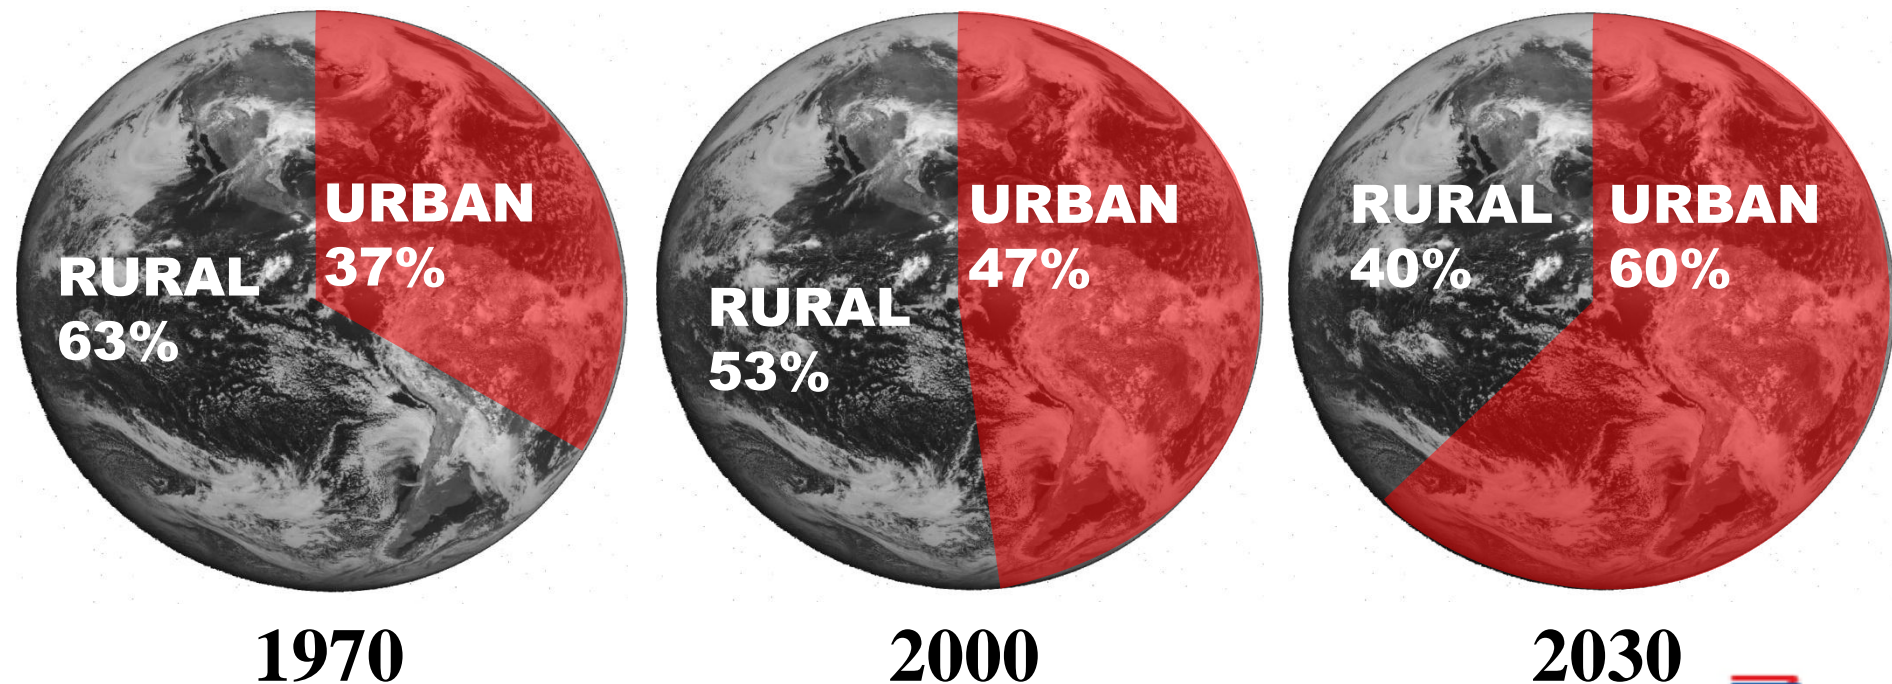 URBAN
37%
RURAL
63%
1970
URBAN
47%
RURAL
53%
2000
RURAL
40%
URBAN
60%
2030